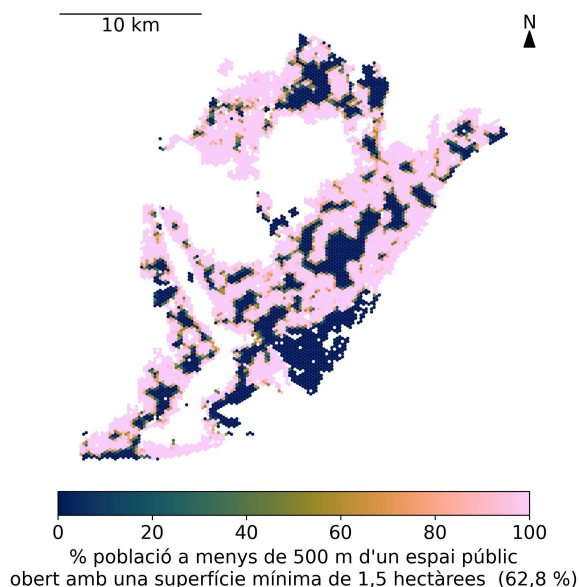 10 km
N
0 20 40 60 80 100
% població a menys de 500 m d'un espai públic
obert amb una superfície mínima de 1,5 hectàrees (62,8 %)